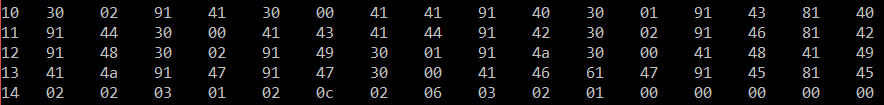 10 30 02 91 41 30 00 41 41 91 40 30 01 91 43 81 40
11 91 44 30 00 41 43 41 44 91 42 30 02 91 46 81 42
12 91 48 30 02 91 49 30 01 91 4a 30 00 41 48 41 49
13 41 4a 91 47 91 47 30 00 41 46 61 47 91 45 81 45
14 02 02 03 01 02 0c 02 06 03 02 01 00 00 00 00 00